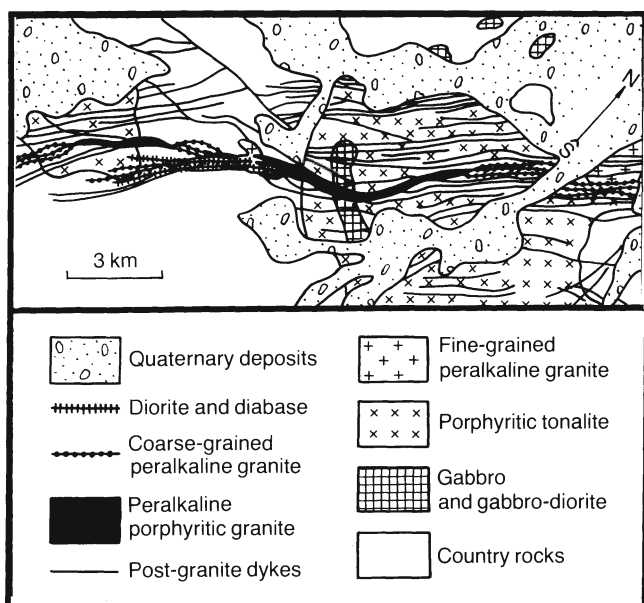 N
S
3 km
Quaternary deposits
Diorite and diabase
Coarse-grained
peralkaline granite
Peralkaline
porphyritic granite
Post-granite dykes
Fine-grained
peralkaline granite
Porphyritic tonalite
Gabbro
and gabbro-diorite
Country rocks